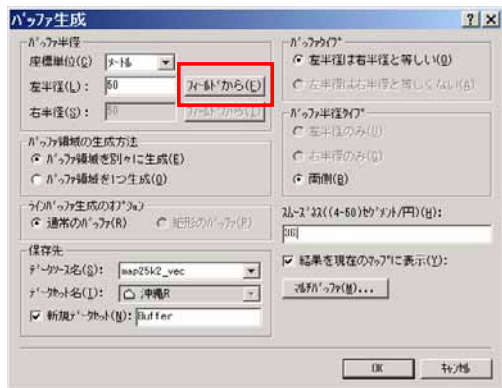 バッファ生成
バッファ半径
座標単位(C) メートル
左半径(L): 50 フィールドから(F)
右半径(S): 50 フィールドから(T)
バッファ領域の生成方法
バッファ領域を別々に生成(E)
バッファ領域を1つ生成(O)
ラインバッファ生成のオプション
通常のバッファ(R) 矩形のバッファ(P)
保存先
データソース名(S): map25k2_vec
データセット名(I): 沖縄R
新規データセット(N): Buffer
バッファタイプ
左半径は右半径と等しい(Q)
左半径は右半径と等しくない(A)
バッファ半径タイプ
左半径のみ(U)
右半径のみ(G)
両側(B)
スムーズネス((4-60)セグメント/円)(H):
36
結果を現在のマップに表示(Y):
マルチバッファ(M)...
OK キャンセル